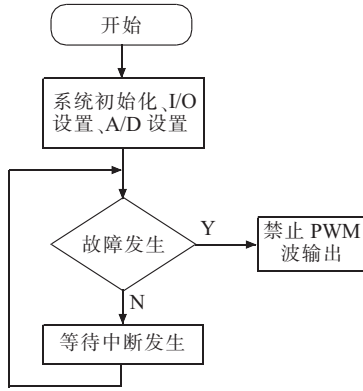 开始
系统初始化、I/O
设置、A/D 设置
故障发生
Y
禁止 PWM
波输出
N
等待中断发生